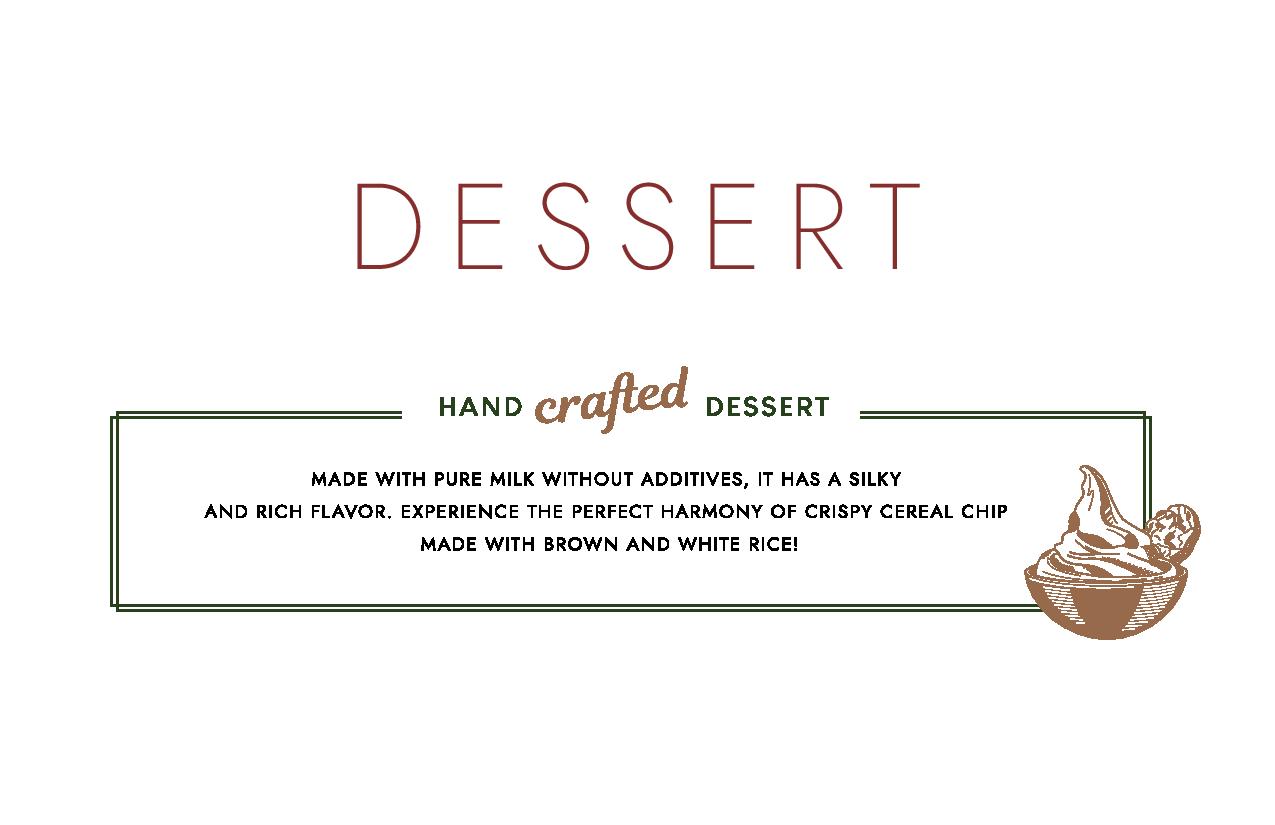 DESSERT
HAND crafted DESSERT
MADE WITH PURE MILK WITHOUT ADDITIVES, IT HAS A SILKY
AND RICH FLAVOR. EXPERIENCE THE PERFECT HARMONY OF CRISPY CEREAL CHIP
MADE WITH BROWN AND WHITE RICE!